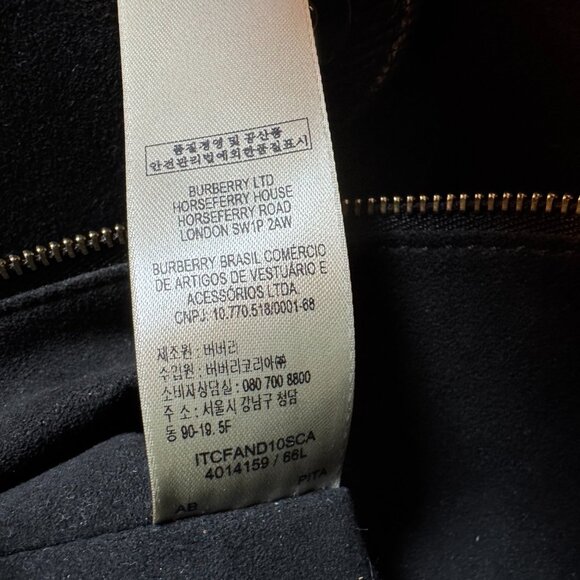 품질경영 및 공산품
안전관리법에의한품질표시
BURBERRY LTD
HORSEFERRY HOUSE
HORSEFERRY ROAD
LONDON SW1P 2AW
BURBERRY BRASIL COMÉRCIO
DE ARTIGOS DE VESTUÁRIO E
ACESSÓRIOS LTDA.
CNPJ: 10.770.518/0001-68
제조원 : 버버리
수입원 : 버버리코리아㈜
소비자상담실 : 080 700 8800
주 소 : 서울시 강남구 청담
동 90-19. 5F
ITCFAND10SCA
4014159 / 66L
AB PITA